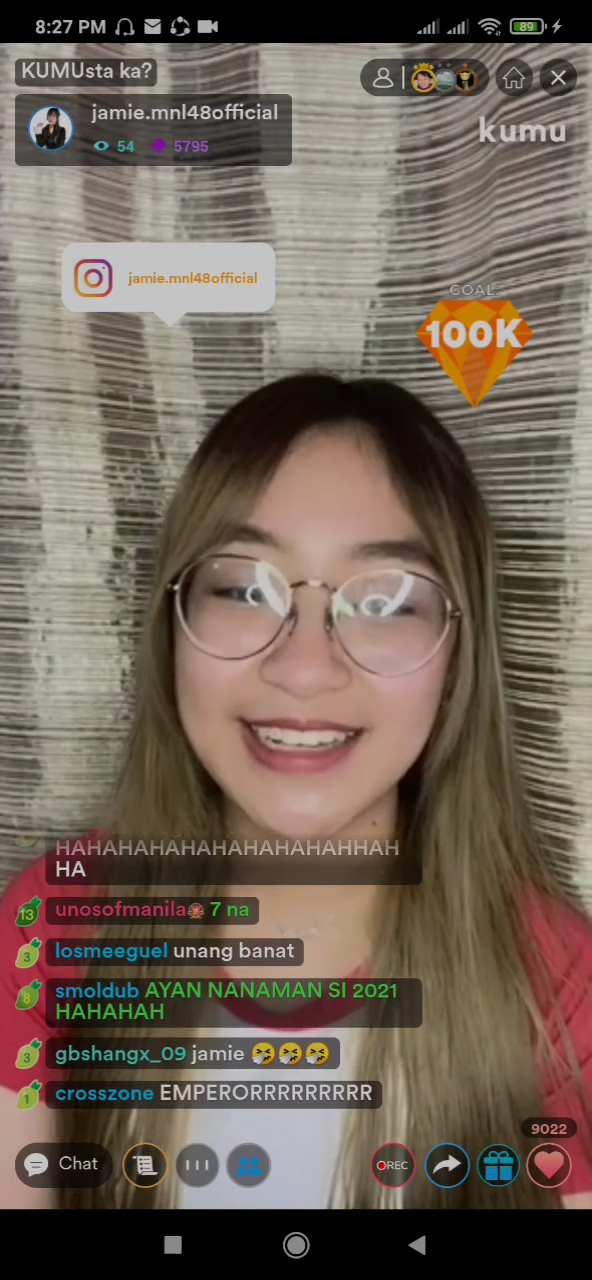 8:27 PM
89
KUMUsta ka?
jamie.mnl48official
54 5795
kumu
jamie.mnl48official
GOAL:
100K
HAHAHAHAHAHAHAHAHAHAHHAH
HA
13 unosofmanila 7 na
3 losmeeguel unang banat
8 smoldub AYAN NANAMAN SI 2021
HAHAHAH
3 gbshangx_09 jamie 🤧🤧🤧
1 crosszone EMPERORRRRRRRRR
9022
Chat
REC